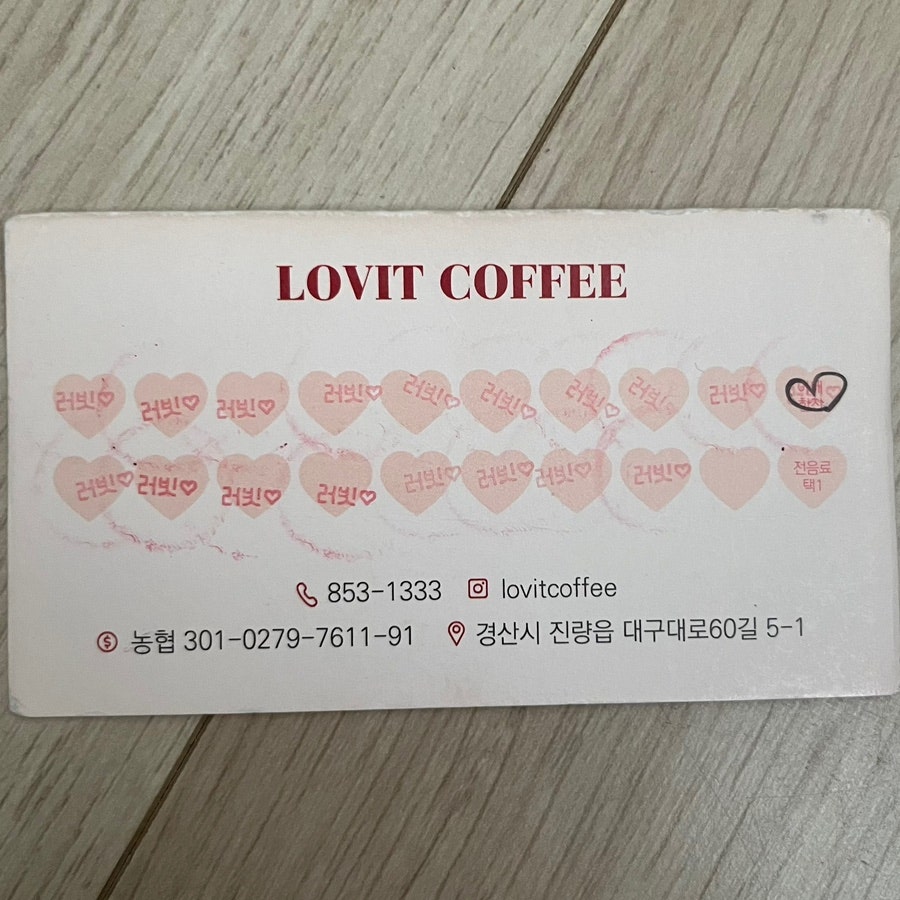 LOVIT COFFEE
러빗! 러빗! 러빗! 러빗! 러빗! 러빗! 러빗! 러빗! 러빗!
러빗! 러빗! 러빗! 러빗! 러빗! 러빗! 러빗! 러빗! 전음료
택1
853-1333 lovitcoffee
농협 301-0279-7611-91 경산시 진량읍 대구대로60길 5-1